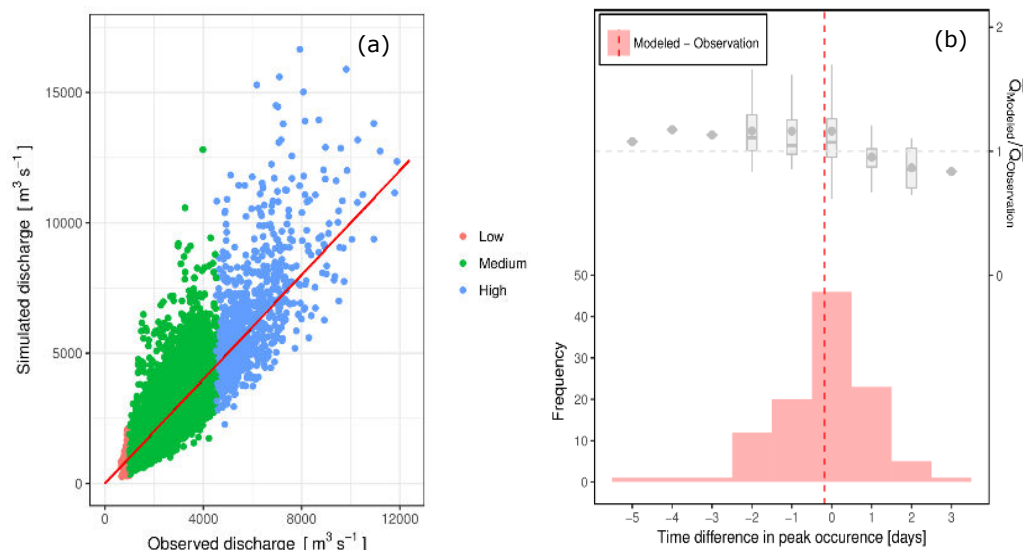 (a)
Simulated discharge [ m³ s⁻¹ ]
15000
10000
5000
0
0 4000 8000 12000
Observed discharge [ m³ s⁻¹ ]
Low
Medium
High
(b)
Modeled - Observation
2
1
0
Q̅Modeled/Q̅Observation
Frequency
50
40
30
20
10
0
-5 -4 -3 -2 -1 0 1 2 3
Time difference in peak occurence [days]